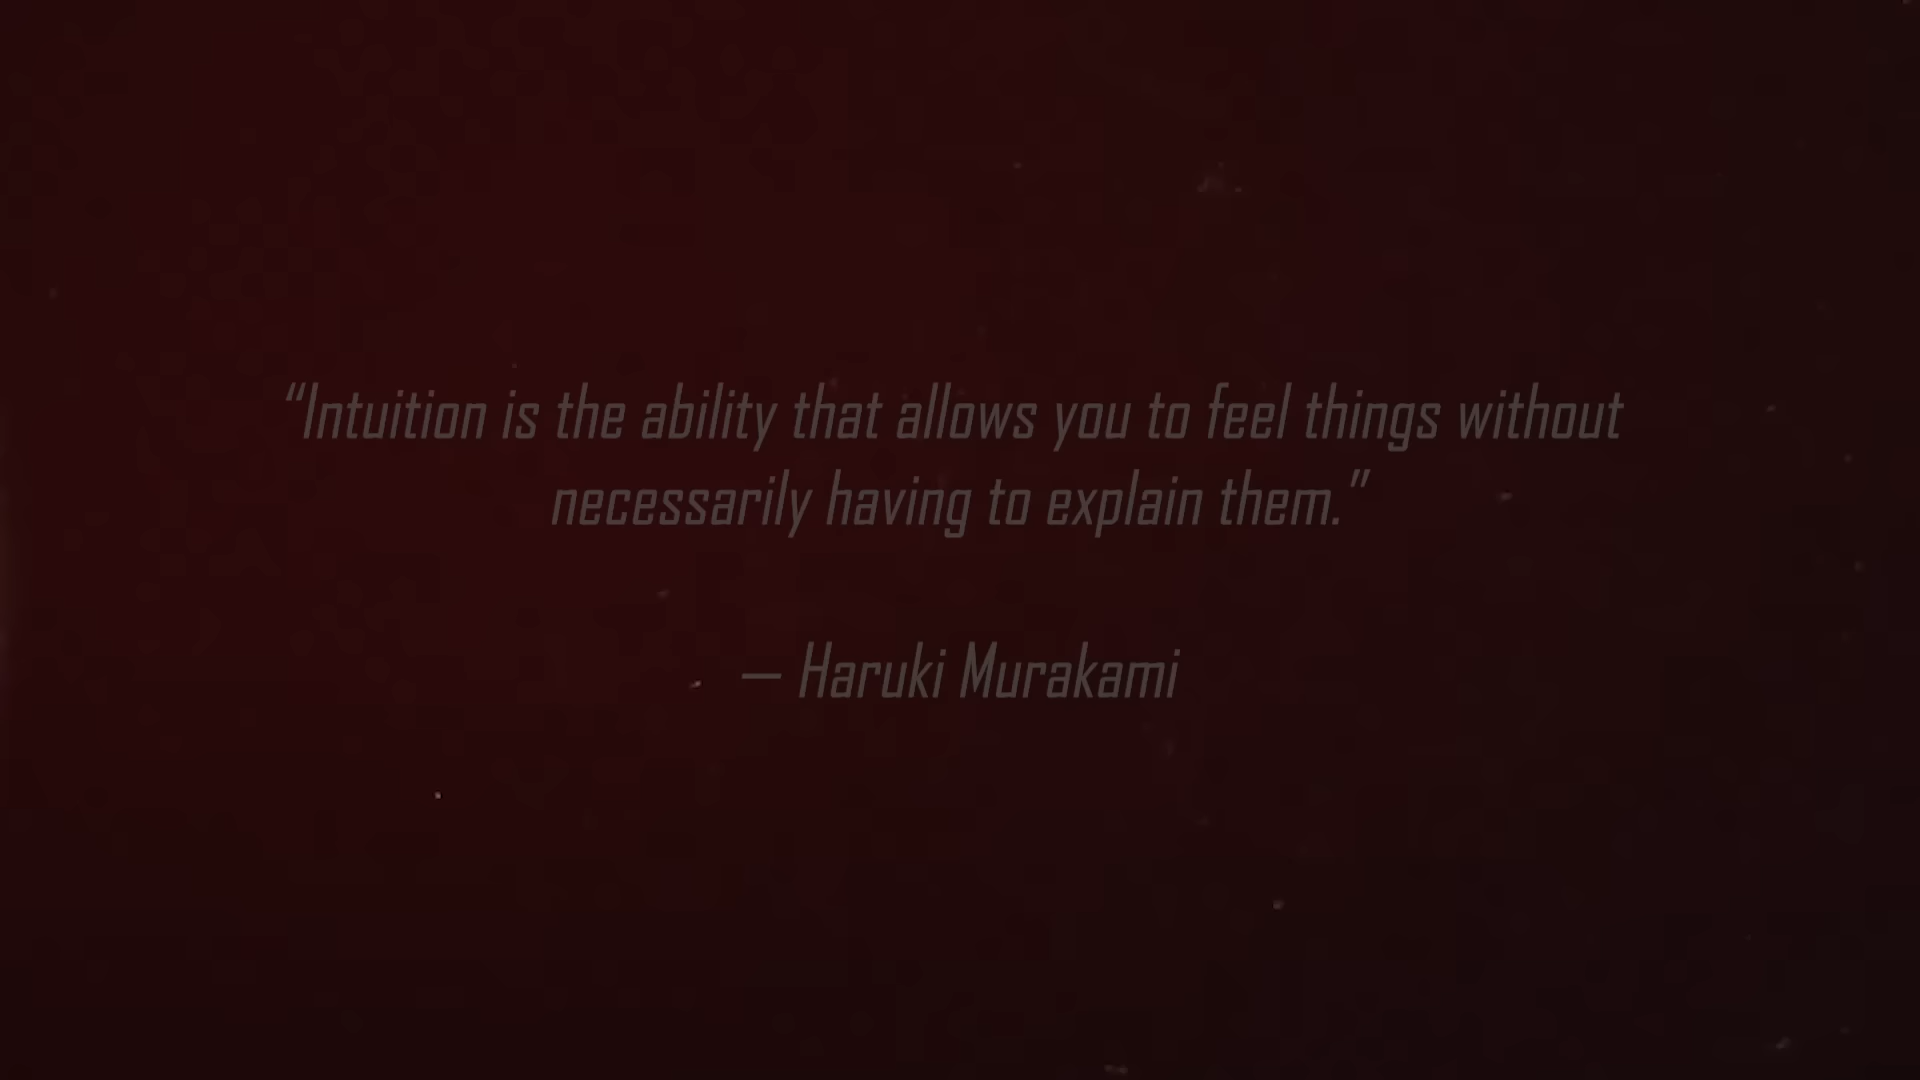 “Intuition is the ability that allows you to feel things without
necessarily having to explain them.”
— Haruki Murakami